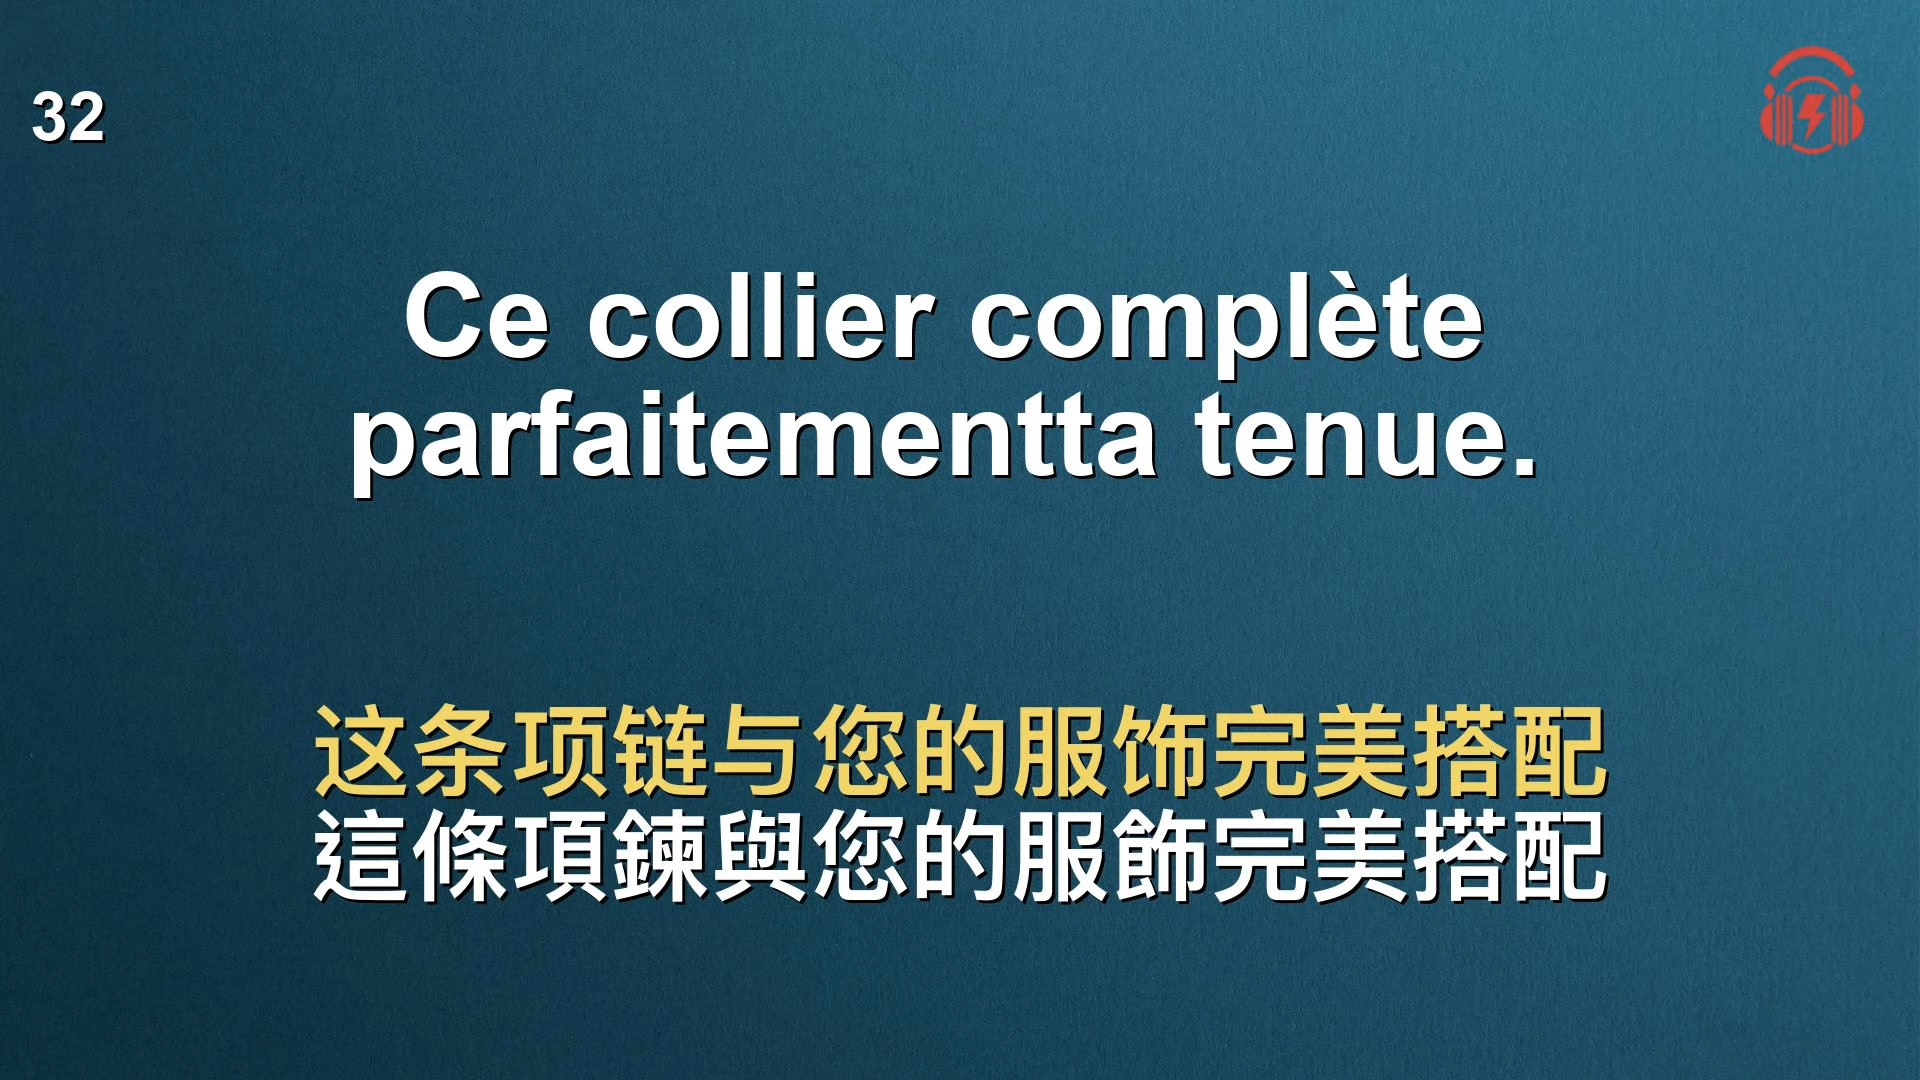 32
Ce collier complète
parfaitementta tenue.
这条项链与您的服饰完美搭配
這條項鍊與您的服飾完美搭配